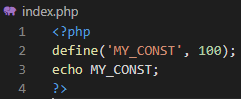 index.php
1 <?php
2 define('MY_CONST', 100);
3 echo MY_CONST;
4 ?>